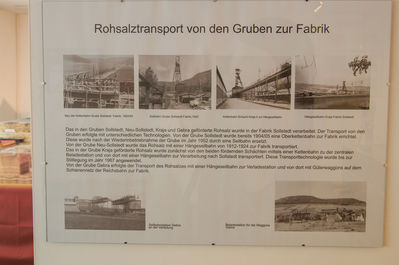 Rohsalztransport von den Gruben zur Fabrik
Das in den Gruben Sollstedt, Neu-Sollstedt, Kraja und Gebra geförderte Rohsalz wurde in der Fabrik Sollstedt verarbeitet. Der Transport von den
Gruben erfolgte mit unterschiedlichen Technologien. Von der Grube Sollstedt wurde bereits 1904/05 eine Oberkettenbahn zur Fabrik errichtet.
Diese wurde nach der Wiederinbetriebnahme der Grube im Jahr 1952 durch eine Seilbahn ersetzt.
Von der Grube Neu-Sollstedt wurde das Rohsalz mit einer Hängeseilbahn von 1912-1924 zur Fabrik transportiert.
Das in der Grube Kraja geförderte Rohsalz wurde zunächst von den beiden fördernden Schächten mittels einer Kettenbahn zu der zentralen
Beladestation und von dort mit einer Hängeseilbahn zur Verarbeitung nach Sollstedt transportiert. Diese Transporttechnologie wurde bis zur
Stillegung im Jahr 1967 angewendet.
Von der Grube Gebra erfolgte der Transport des Rohsalzes mit einer Hängeseilbahn zur Verladestation und von dort mit Güterwaggons auf dem
Schienennetz der Reichsbahn zur Fabrik.